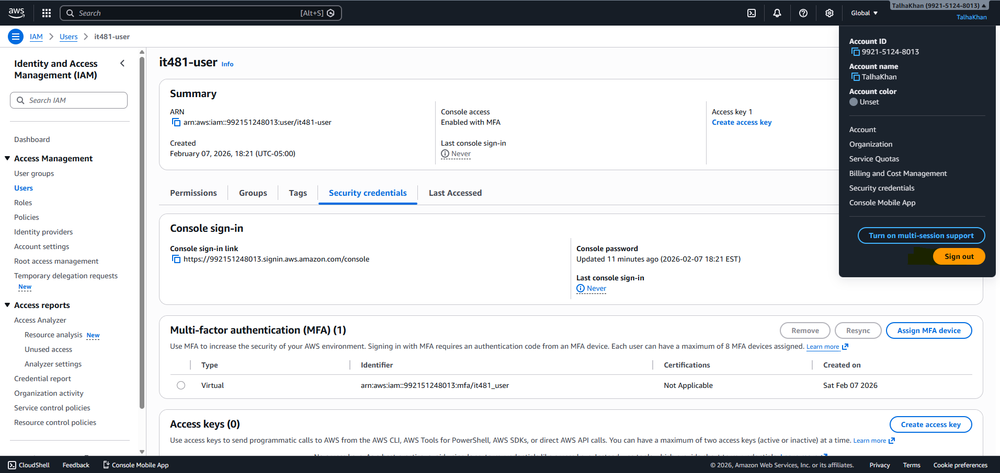 aws
Search
[Alt+S]
Global
TalhaKhan (9921-5124-8013)
TalhaKhan
IAM
Users
it481-user
Identity and Access
Management (IAM)
Search IAM
Dashboard
Access Management
User groups
Users
Roles
Policies
Identity providers
Account settings
Root access management
Temporary delegation requests
New
Access reports
Access Analyzer
Resource analysis New
Unused access
Analyzer settings
Credential report
Organization activity
Service control policies
Resource control policies
it481-user Info
Summary
ARN
arn:aws:iam::992151248013:user/it481-user
Created
February 07, 2026, 18:21 (UTC-05:00)
Console access
Enabled with MFA
Last console sign-in
Never
Access key 1
Create access key
Permissions
Groups
Tags
Security credentials
Last Accessed
Console sign-in
Console sign-in link
https://992151248013.signin.aws.amazon.com/console
Console password
Updated 11 minutes ago (2026-02-07 18:21 EST)
Last console sign-in
Never
Multi-factor authentication (MFA) (1)
Remove
Resync
Assign MFA device
Use MFA to increase the security of your AWS environment. Signing in with MFA requires an authentication code from an MFA device. Each user can have a maximum of 8 MFA devices assigned. Learn more
Type
Identifier
Certifications
Created on
Virtual
arn:aws:iam::992151248013:mfa/it481_user
Not Applicable
Sat Feb 07 2026
Access keys (0)
Create access key
Use access keys to send programmatic calls to AWS from the AWS CLI, AWS Tools for PowerShell, AWS SDKs, or direct AWS API calls. You can have a maximum of two access keys (active or inactive) at a time. Learn more
Account ID
9921-5124-8013
Account name
TalhaKhan
Account color
Unset
Account
Organization
Service Quotas
Billing and Cost Management
Security credentials
Console Mobile App
Turn on multi-session support
Sign out
CloudShell
Feedback
Console Mobile App
© 2026, Amazon Web Services, Inc. or its affiliates.
Privacy
Terms
Cookie preferences